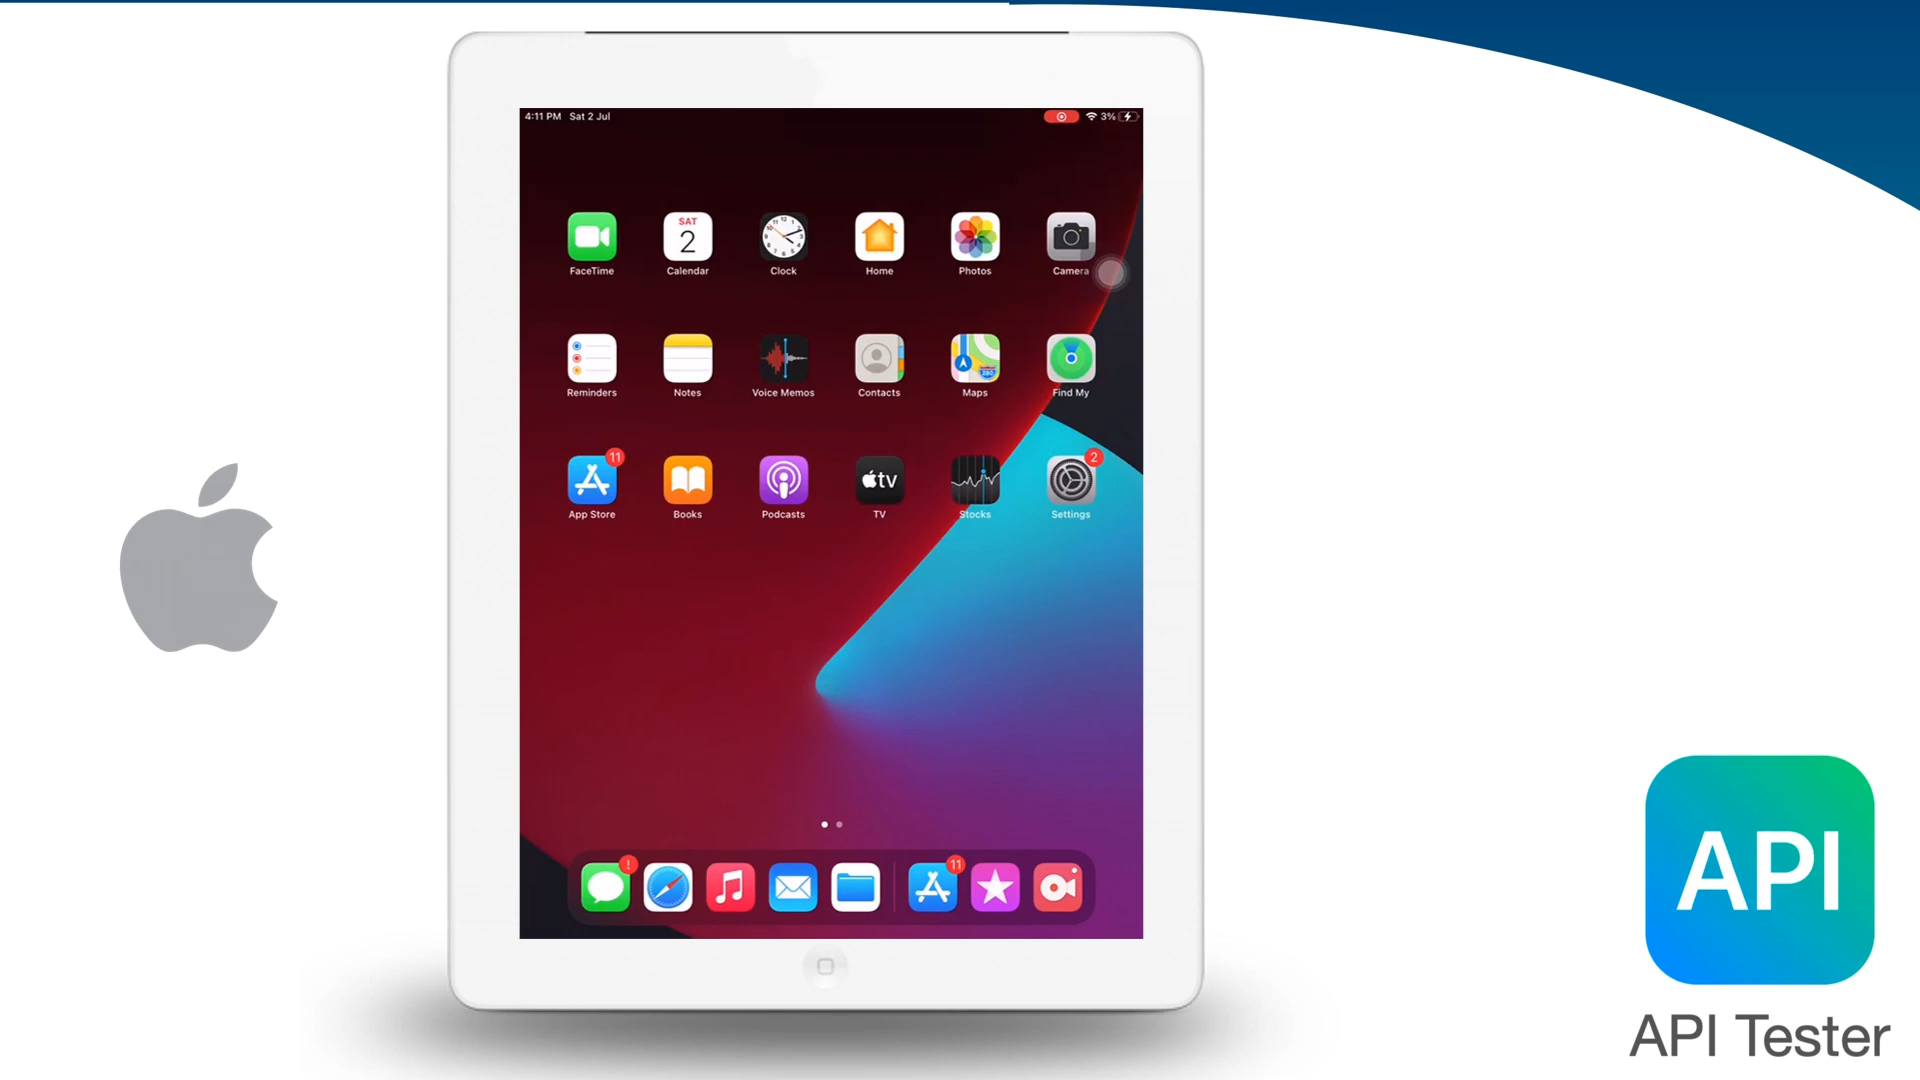 4:11 PM Sat 2 Jul 3%
SAT
2
FaceTime Calendar Clock Home Photos Camera
280
Reminders Notes Voice Memos Contacts Maps Find My
11 2
tv
App Store Books Podcasts TV Stocks Settings
! 11
API
API Tester